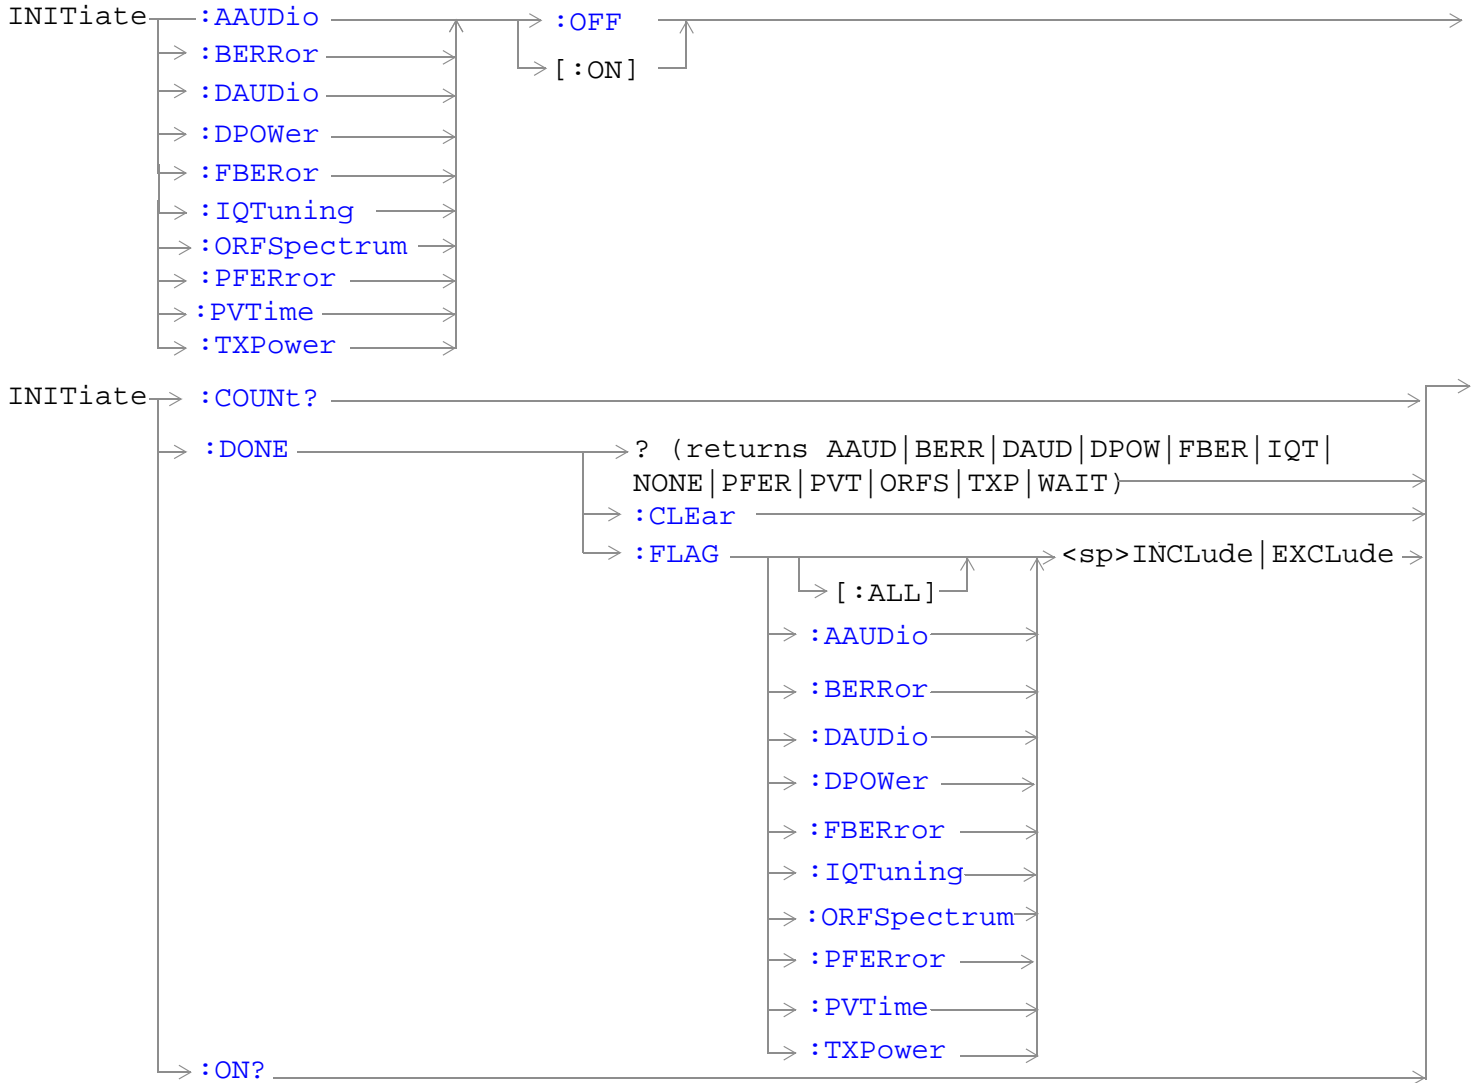 INITiate :AAUDio :OFF
:BERRor [:ON]
:DAUDio
:DPOWer
:FBERor
:IQTuning
:ORFSpectrum
:PFERror
:PVTime
:TXPower
INITiate :COUNt?
:DONE ? (returns AAUD|BERR|DAUD|DPOW|FBER|IQT|
NONE|PFER|PVT|ORFS|TXP|WAIT)
:CLEar
:FLAG <sp>INCLude|EXCLude
[:ALL]
:AAUDio
:BERRor
:DAUDio
:DPOWer
:FBERror
:IQTuning
:ORFSpectrum
:PFERror
:PVTime
:TXPower
:ON?